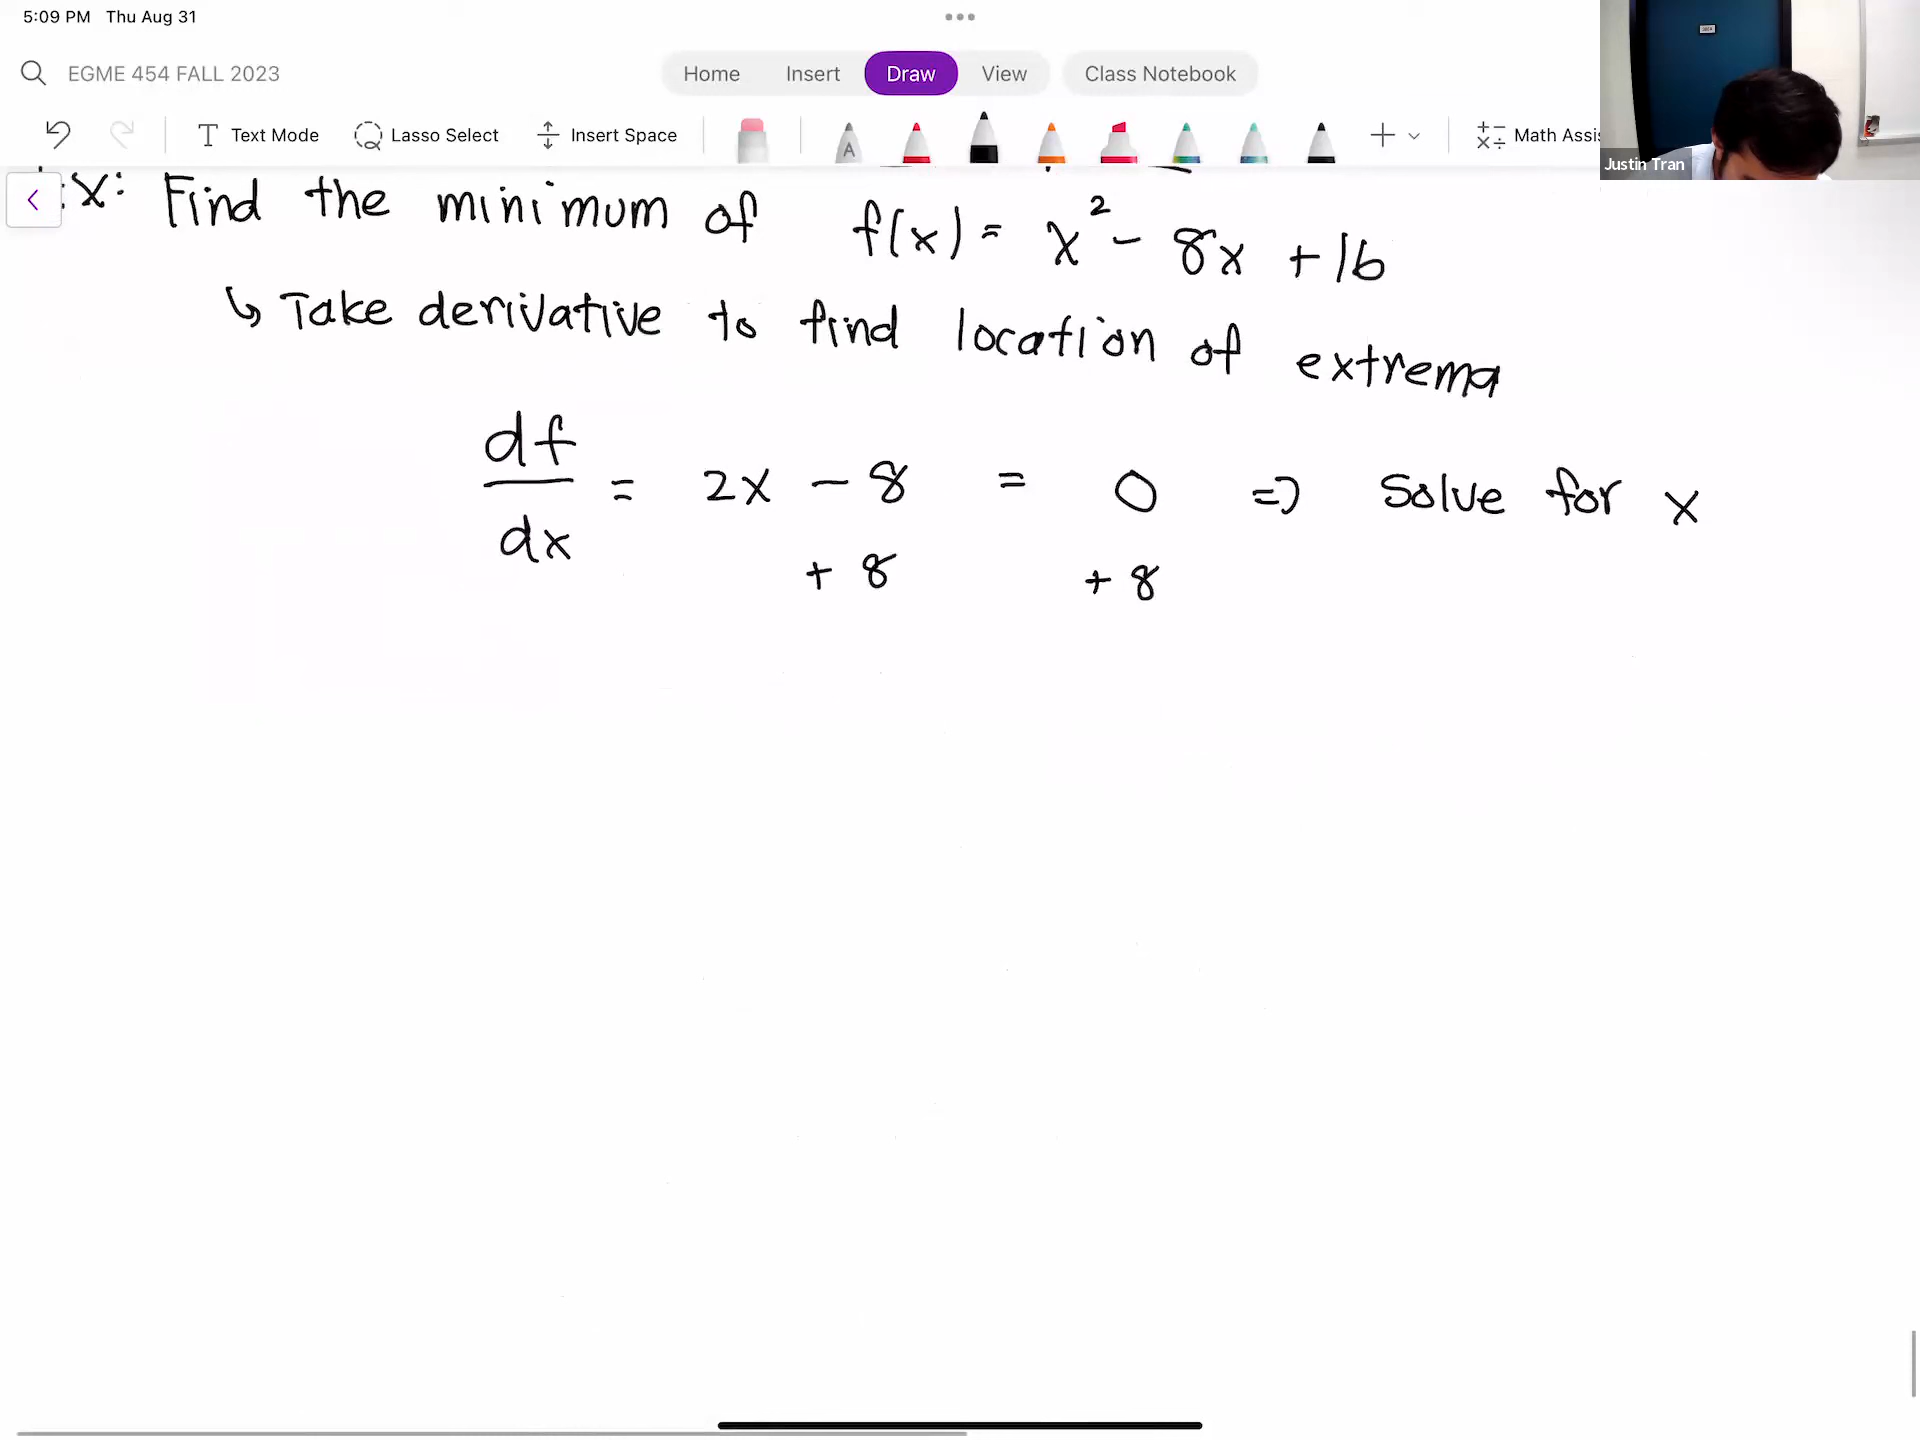 5:09 PM Thu Aug 31
EGME 454 FALL 2023
Home Insert Draw View Class Notebook
Text Mode Lasso Select Insert Space Math Assi
Justin Tran
x: Find the minimum of f(x) = x² - 8x + 16
↳ Take derivative to find location of extrema
df/dx = 2x - 8 = 0 => Solve for x
+ 8 + 8